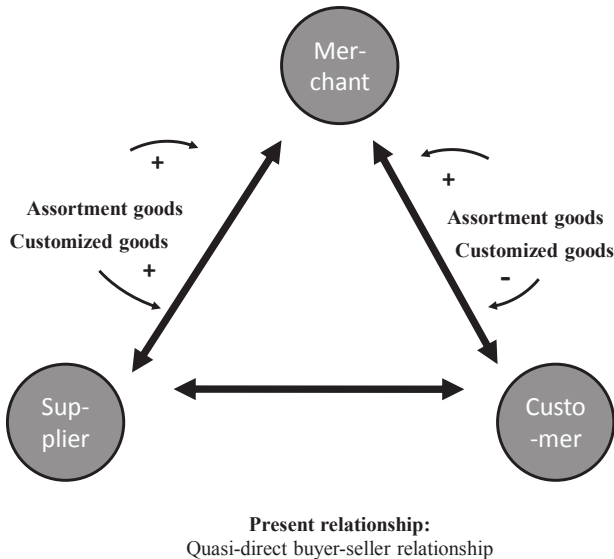 Mer-
chant
+
+
Assortment goods
Customized goods
+
Assortment goods
Customized goods
-
Sup-
plier
Custo
-mer
Present relationship:
Quasi-direct buyer-seller relationship